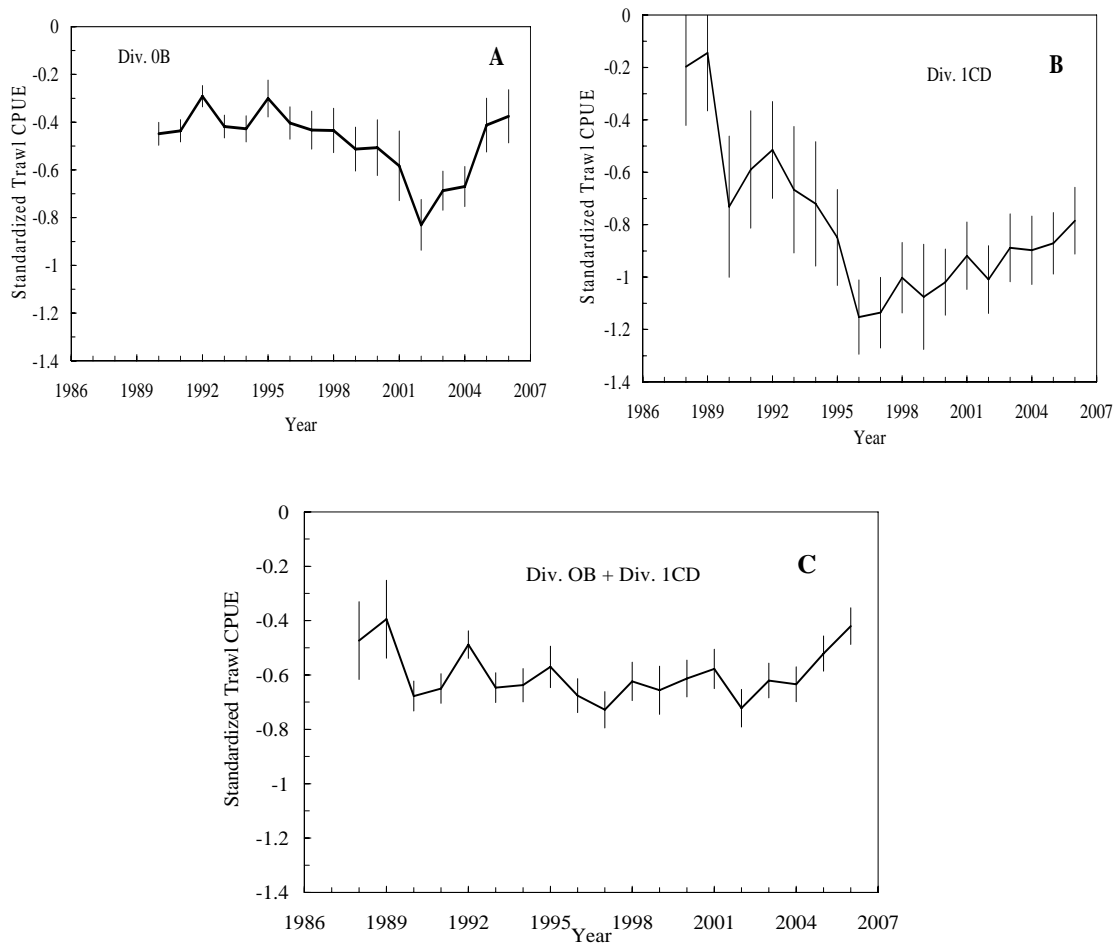 0
-0.2
-0.4
-0.6
-0.8
-1
-1.2
-1.4
Standardized Trawl CPUE
Div. 0B
A
1986 1989 1992 1995 1998 2001 2004 2007
Year
0
-0.2
-0.4
-0.6
-0.8
-1
-1.2
-1.4
Standardized Trawl CPUE
Div. 1CD
B
1986 1989 1992 1995 1998 2001 2004 2007
Year
0
-0.2
-0.4
-0.6
-0.8
-1
-1.2
-1.4
Standardized Trawl CPUE
Div. OB + Div. 1CD
C
1986 1989 1992 1995 1998 2001 2004 2007
Year